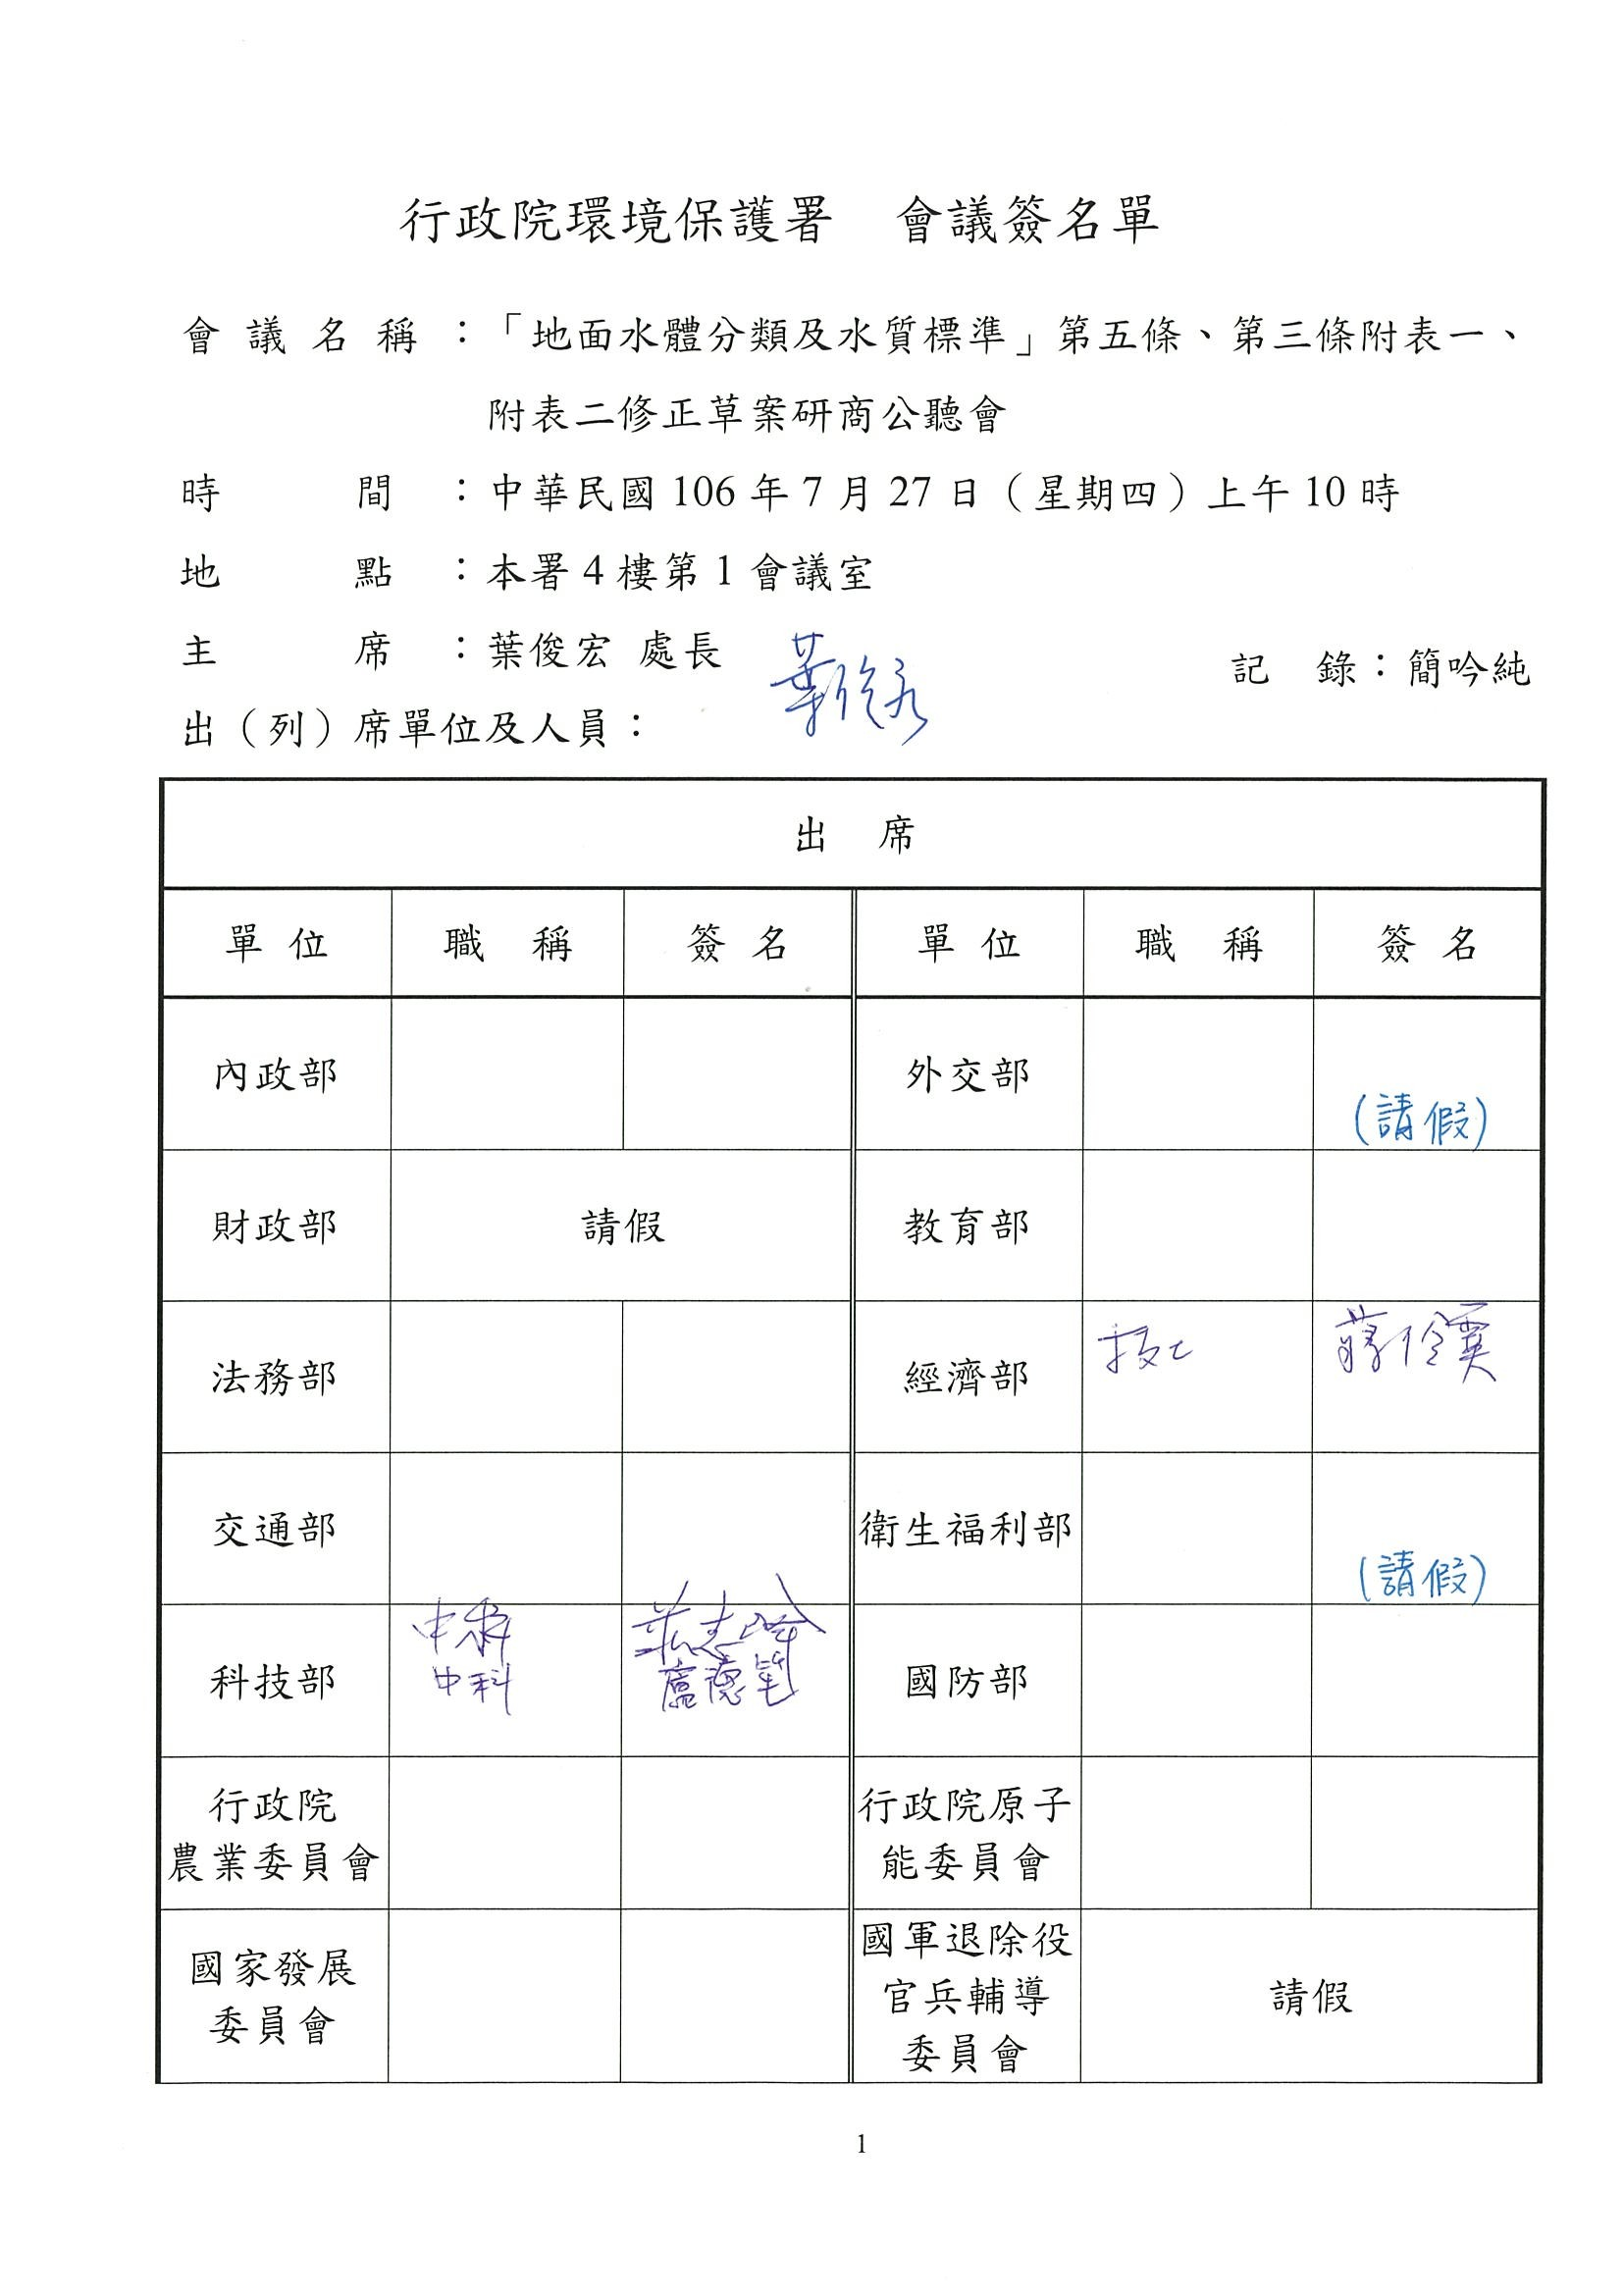 行政院環境保護署　會議簽名單
會議名稱：「地面水體分類及水質標準」第五條、第三條附表一、
附表二修正草案研商公聽會
時間：中華民國106年7月27日（星期四）上午10時
地點：本署4樓第1會議室
主席：葉俊宏 處長
記錄：簡吟純
出（列）席單位及人員：
出席
單位 職稱 簽名 單位 職稱 簽名
內政部 外交部 (請假)
財政部 請假 教育部
法務部 經濟部 技士
交通部 衛生福利部 (請假)
科技部 中科 國防部
中科
行政院 行政院原子
農業委員會 能委員會
國家發展 國軍退除役
委員會 官兵輔導 請假
委員會
1